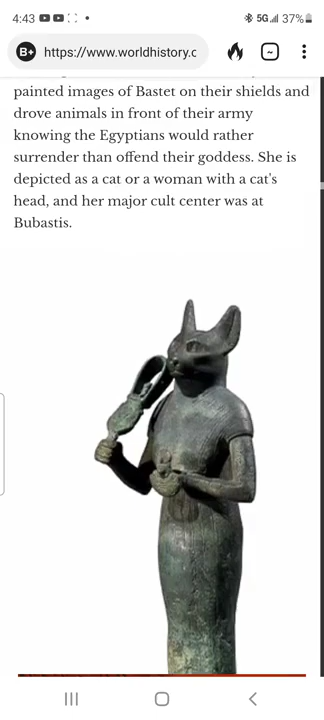 4:43
5G
37%
B+
https://www.worldhistory.c
painted images of Bastet on their shields and
drove animals in front of their army
knowing the Egyptians would rather
surrender than offend their goddess. She is
depicted as a cat or a woman with a cat's
head, and her major cult center was at
Bubastis.